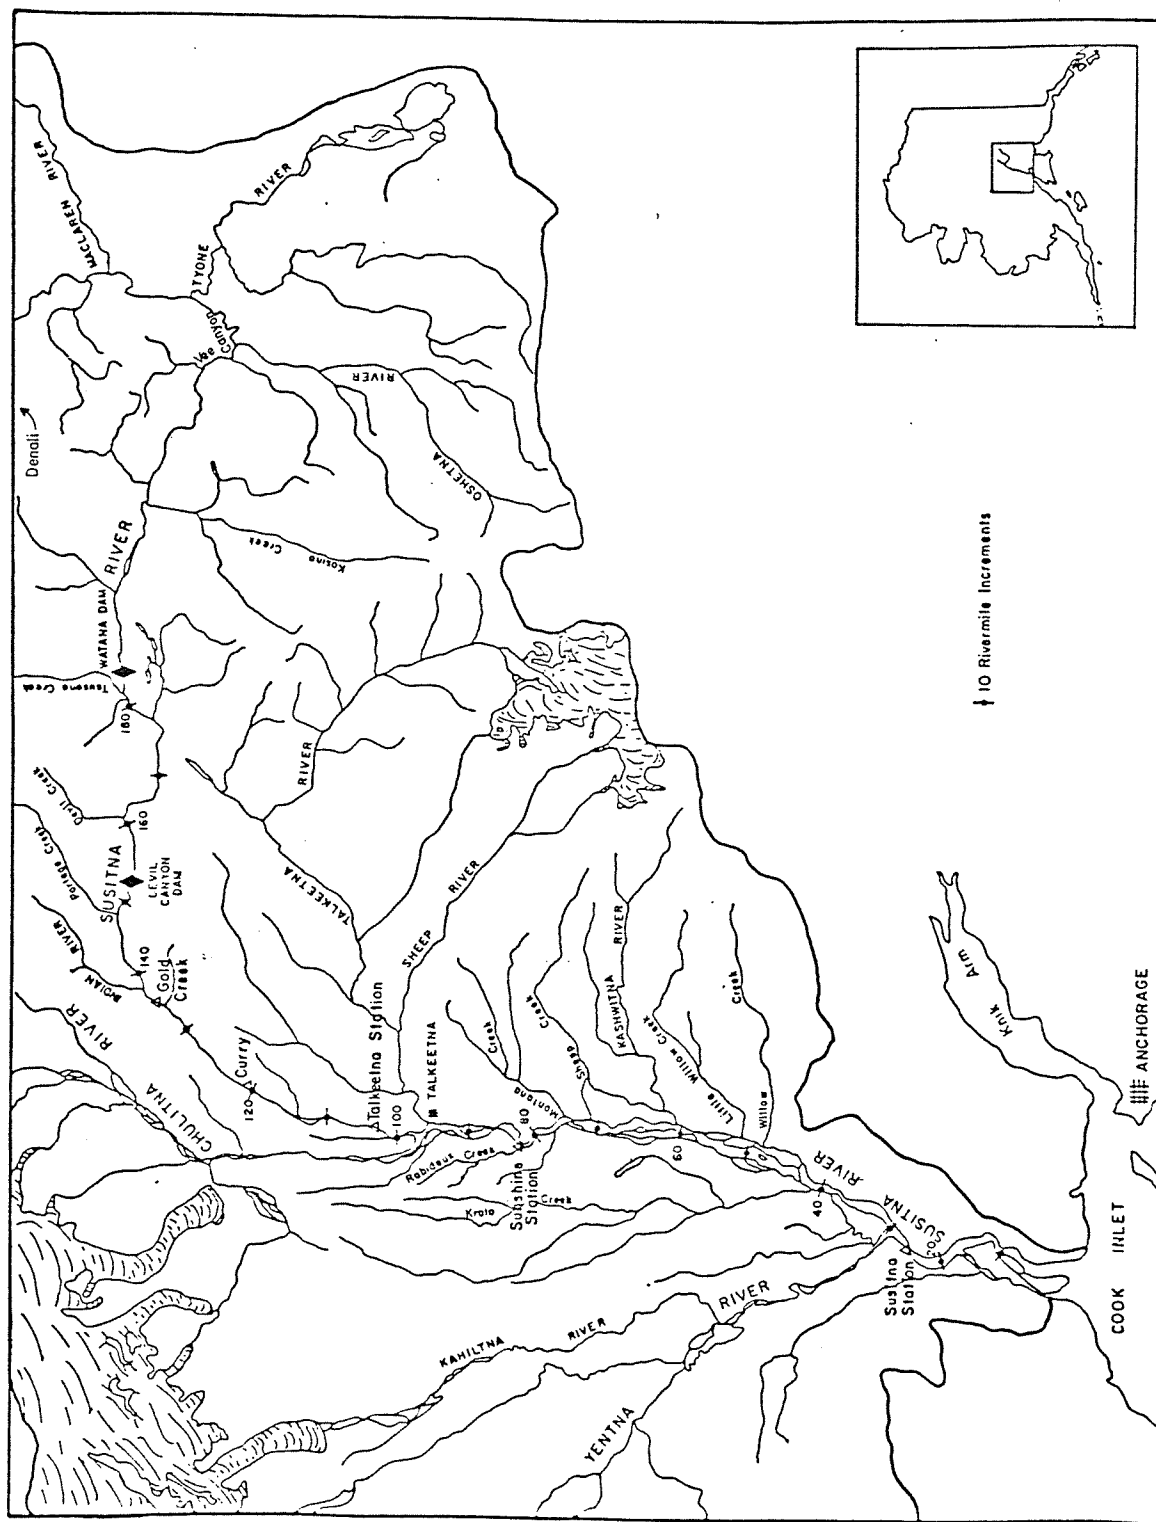 MACLAREN RIVER
TYONE
RIVER
Vee
Canyon
Denali
RIVER
OSHETNA
Kosina
Creek
RIVER
WATANA DAM
Tsusena Creek
180
Devil Creek
160
Portage Creek
SUSITNA
LEVIL
CANYON
DAM
INDIAN
RIVER
140
Gold
Creek
RIVER
CHULITNA
Curry
120
RIVER
TALKEETNA
SHEEP
RIVER
Talkeetna Station
100
TALKEETNA
Montana
Creek
Sheep
Creek
KASHWITNA
RIVER
Little
Willow Creek
Willow
Creek
80
Rabideux Creek
Sunshine
Station
Kroto
Creek
60
40
RIVER
SUSITNA
20
Susitna
Station
KAHILTNA
RIVER
RIVER
YENTNA
10 Rivermile Increments
Knik Arm
ANCHORAGE
COOK INLET